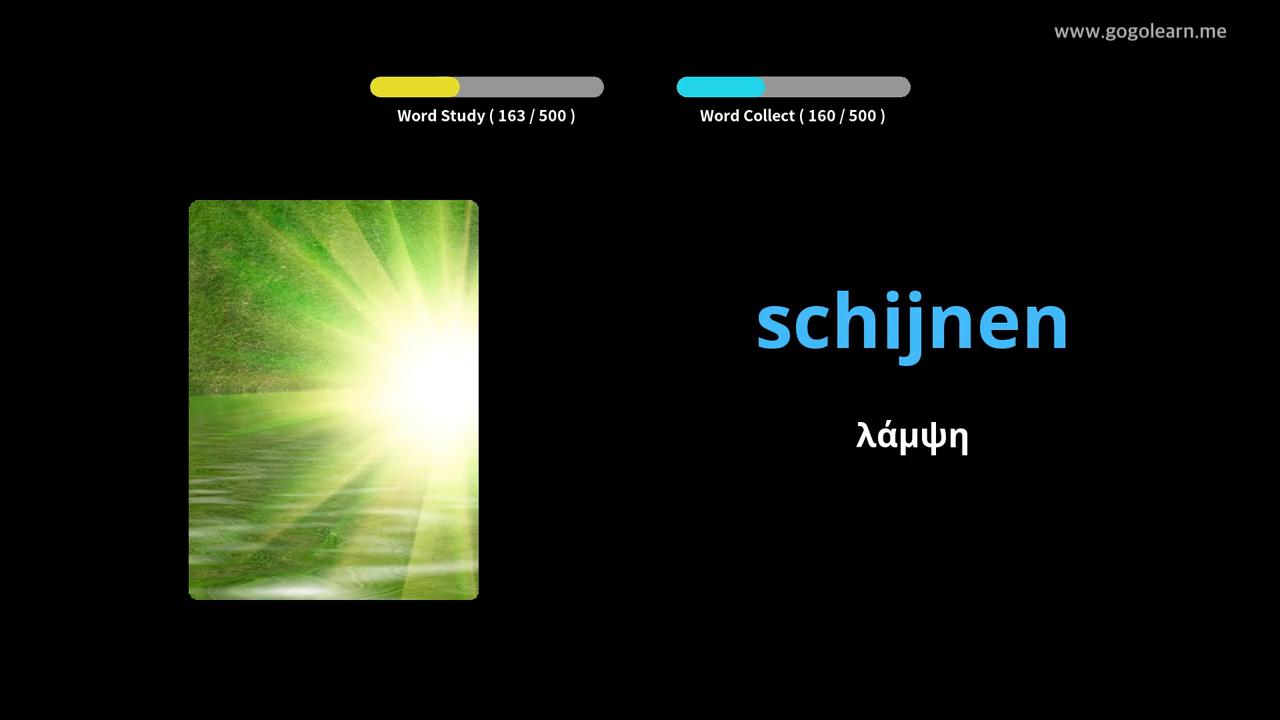 www.gogolearn.me
Word Study ( 163 / 500 )
Word Collect ( 160 / 500 )
schijnen
λάμψη